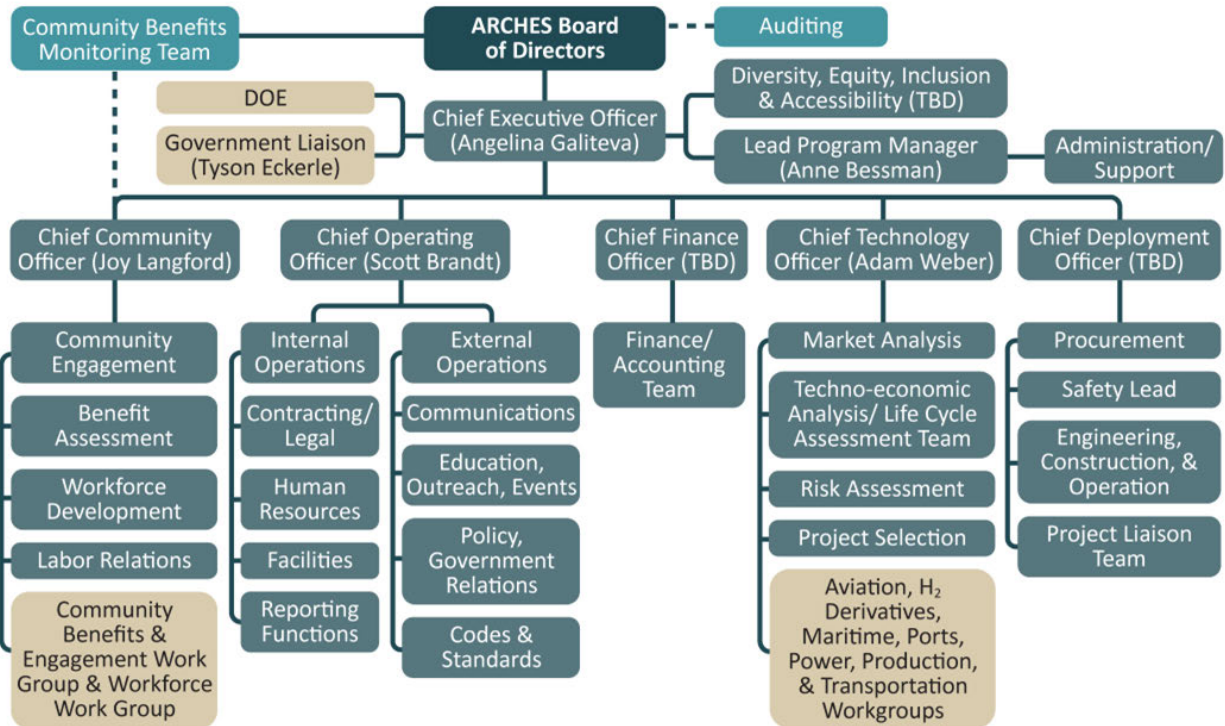 Community Benefits
Monitoring Team
ARCHES Board
of Directors
Auditing
DOE
Government Liaison
(Tyson Eckerle)
Chief Executive Officer
(Angelina Galiteva)
Diversity, Equity, Inclusion
& Accessibility (TBD)
Lead Program Manager
(Anne Bessman)
Administration/
Support
Chief Community
Officer (Joy Langford)
Chief Operating
Officer (Scott Brandt)
Chief Finance
Officer (TBD)
Chief Technology
Officer (Adam Weber)
Chief Deployment
Officer (TBD)
Community
Engagement
Benefit
Assessment
Workforce
Development
Labor Relations
Community
Benefits &
Engagement Work
Group & Workforce
Work Group
Internal
Operations
Contracting/
Legal
Human
Resources
Facilities
Reporting
Functions
External
Operations
Communications
Education,
Outreach, Events
Policy,
Government
Relations
Codes &
Standards
Finance/
Accounting
Team
Market Analysis
Techno-economic
Analysis/ Life Cycle
Assessment Team
Risk Assessment
Project Selection
Aviation, H₂
Derivatives,
Maritime, Ports,
Power, Production,
& Transportation
Workgroups
Procurement
Safety Lead
Engineering,
Construction, &
Operation
Project Liaison
Team